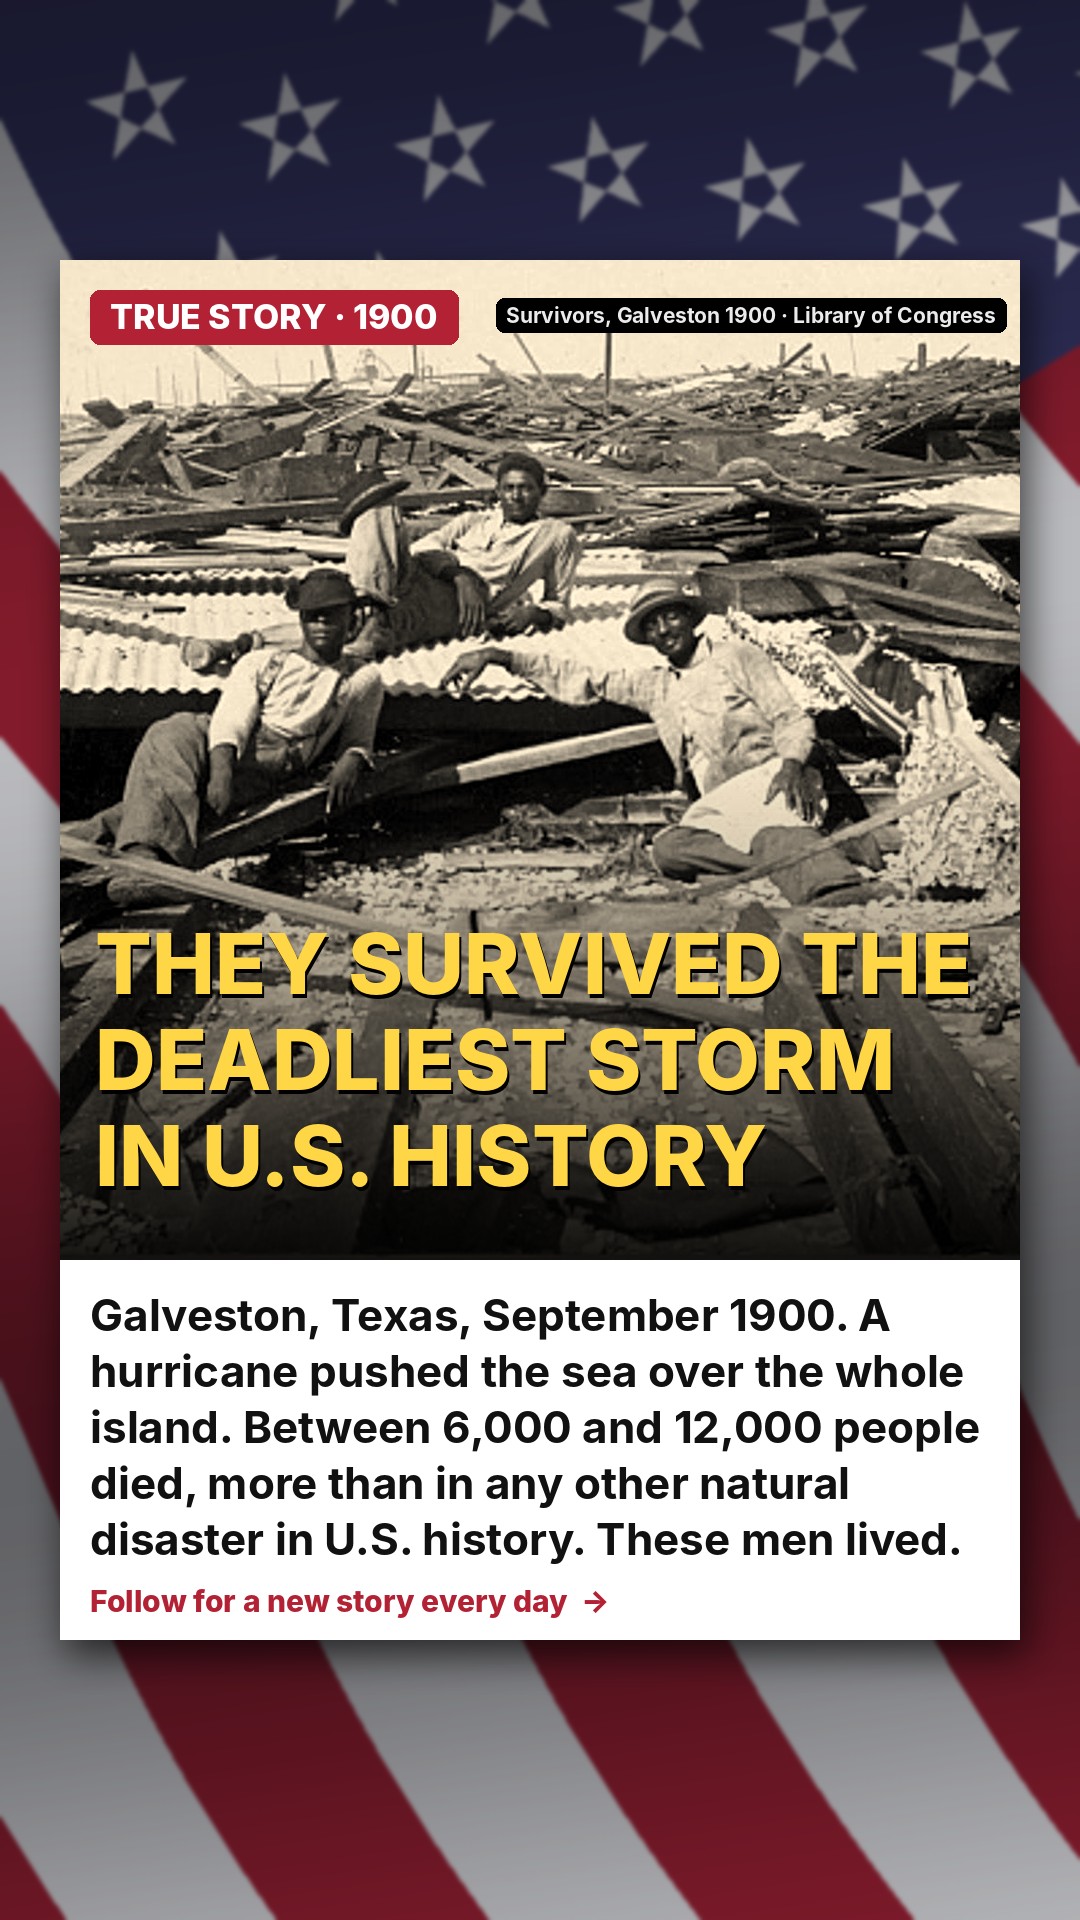 TRUE STORY · 1900
Survivors, Galveston 1900 · Library of Congress
THEY SURVIVED THE
DEADLIEST STORM
IN U.S. HISTORY
Galveston, Texas, September 1900. A
hurricane pushed the sea over the whole
island. Between 6,000 and 12,000 people
died, more than in any other natural
disaster in U.S. history. These men lived.
Follow for a new story every day →